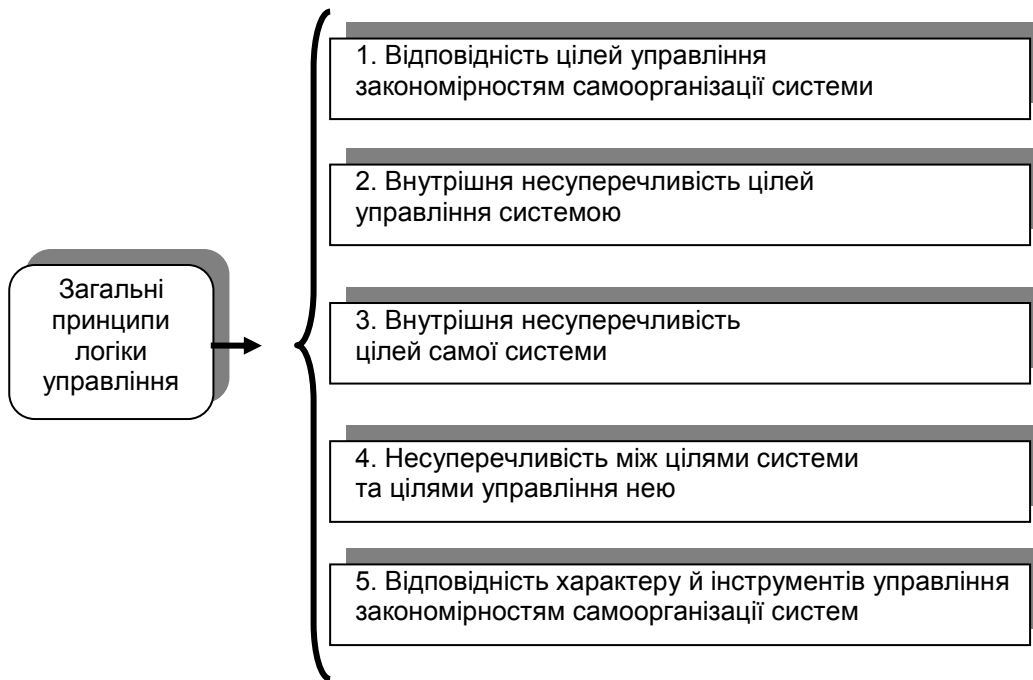 Загальні
принципи
логіки
управління
1. Відповідність цілей управління
закономірностям самоорганізації системи
2. Внутрішня несуперечливість цілей
управління системою
3. Внутрішня несуперечливість
цілей самої системи
4. Несуперечливість між цілями системи
та цілями управління нею
5. Відповідність характеру й інструментів управління
закономірностям самоорганізації систем